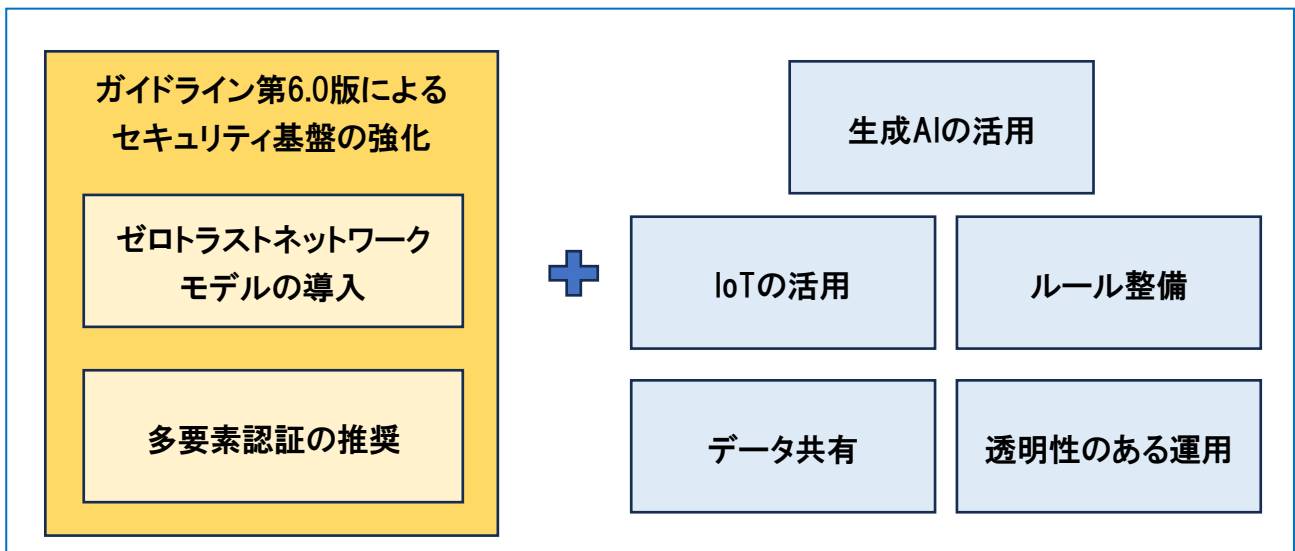 ガイドライン第6.0版による
セキュリティ基盤の強化
ゼロトラストネットワーク
モデルの導入
多要素認証の推奨
生成AIの活用
IoTの活用
ルール整備
データ共有
透明性のある運用